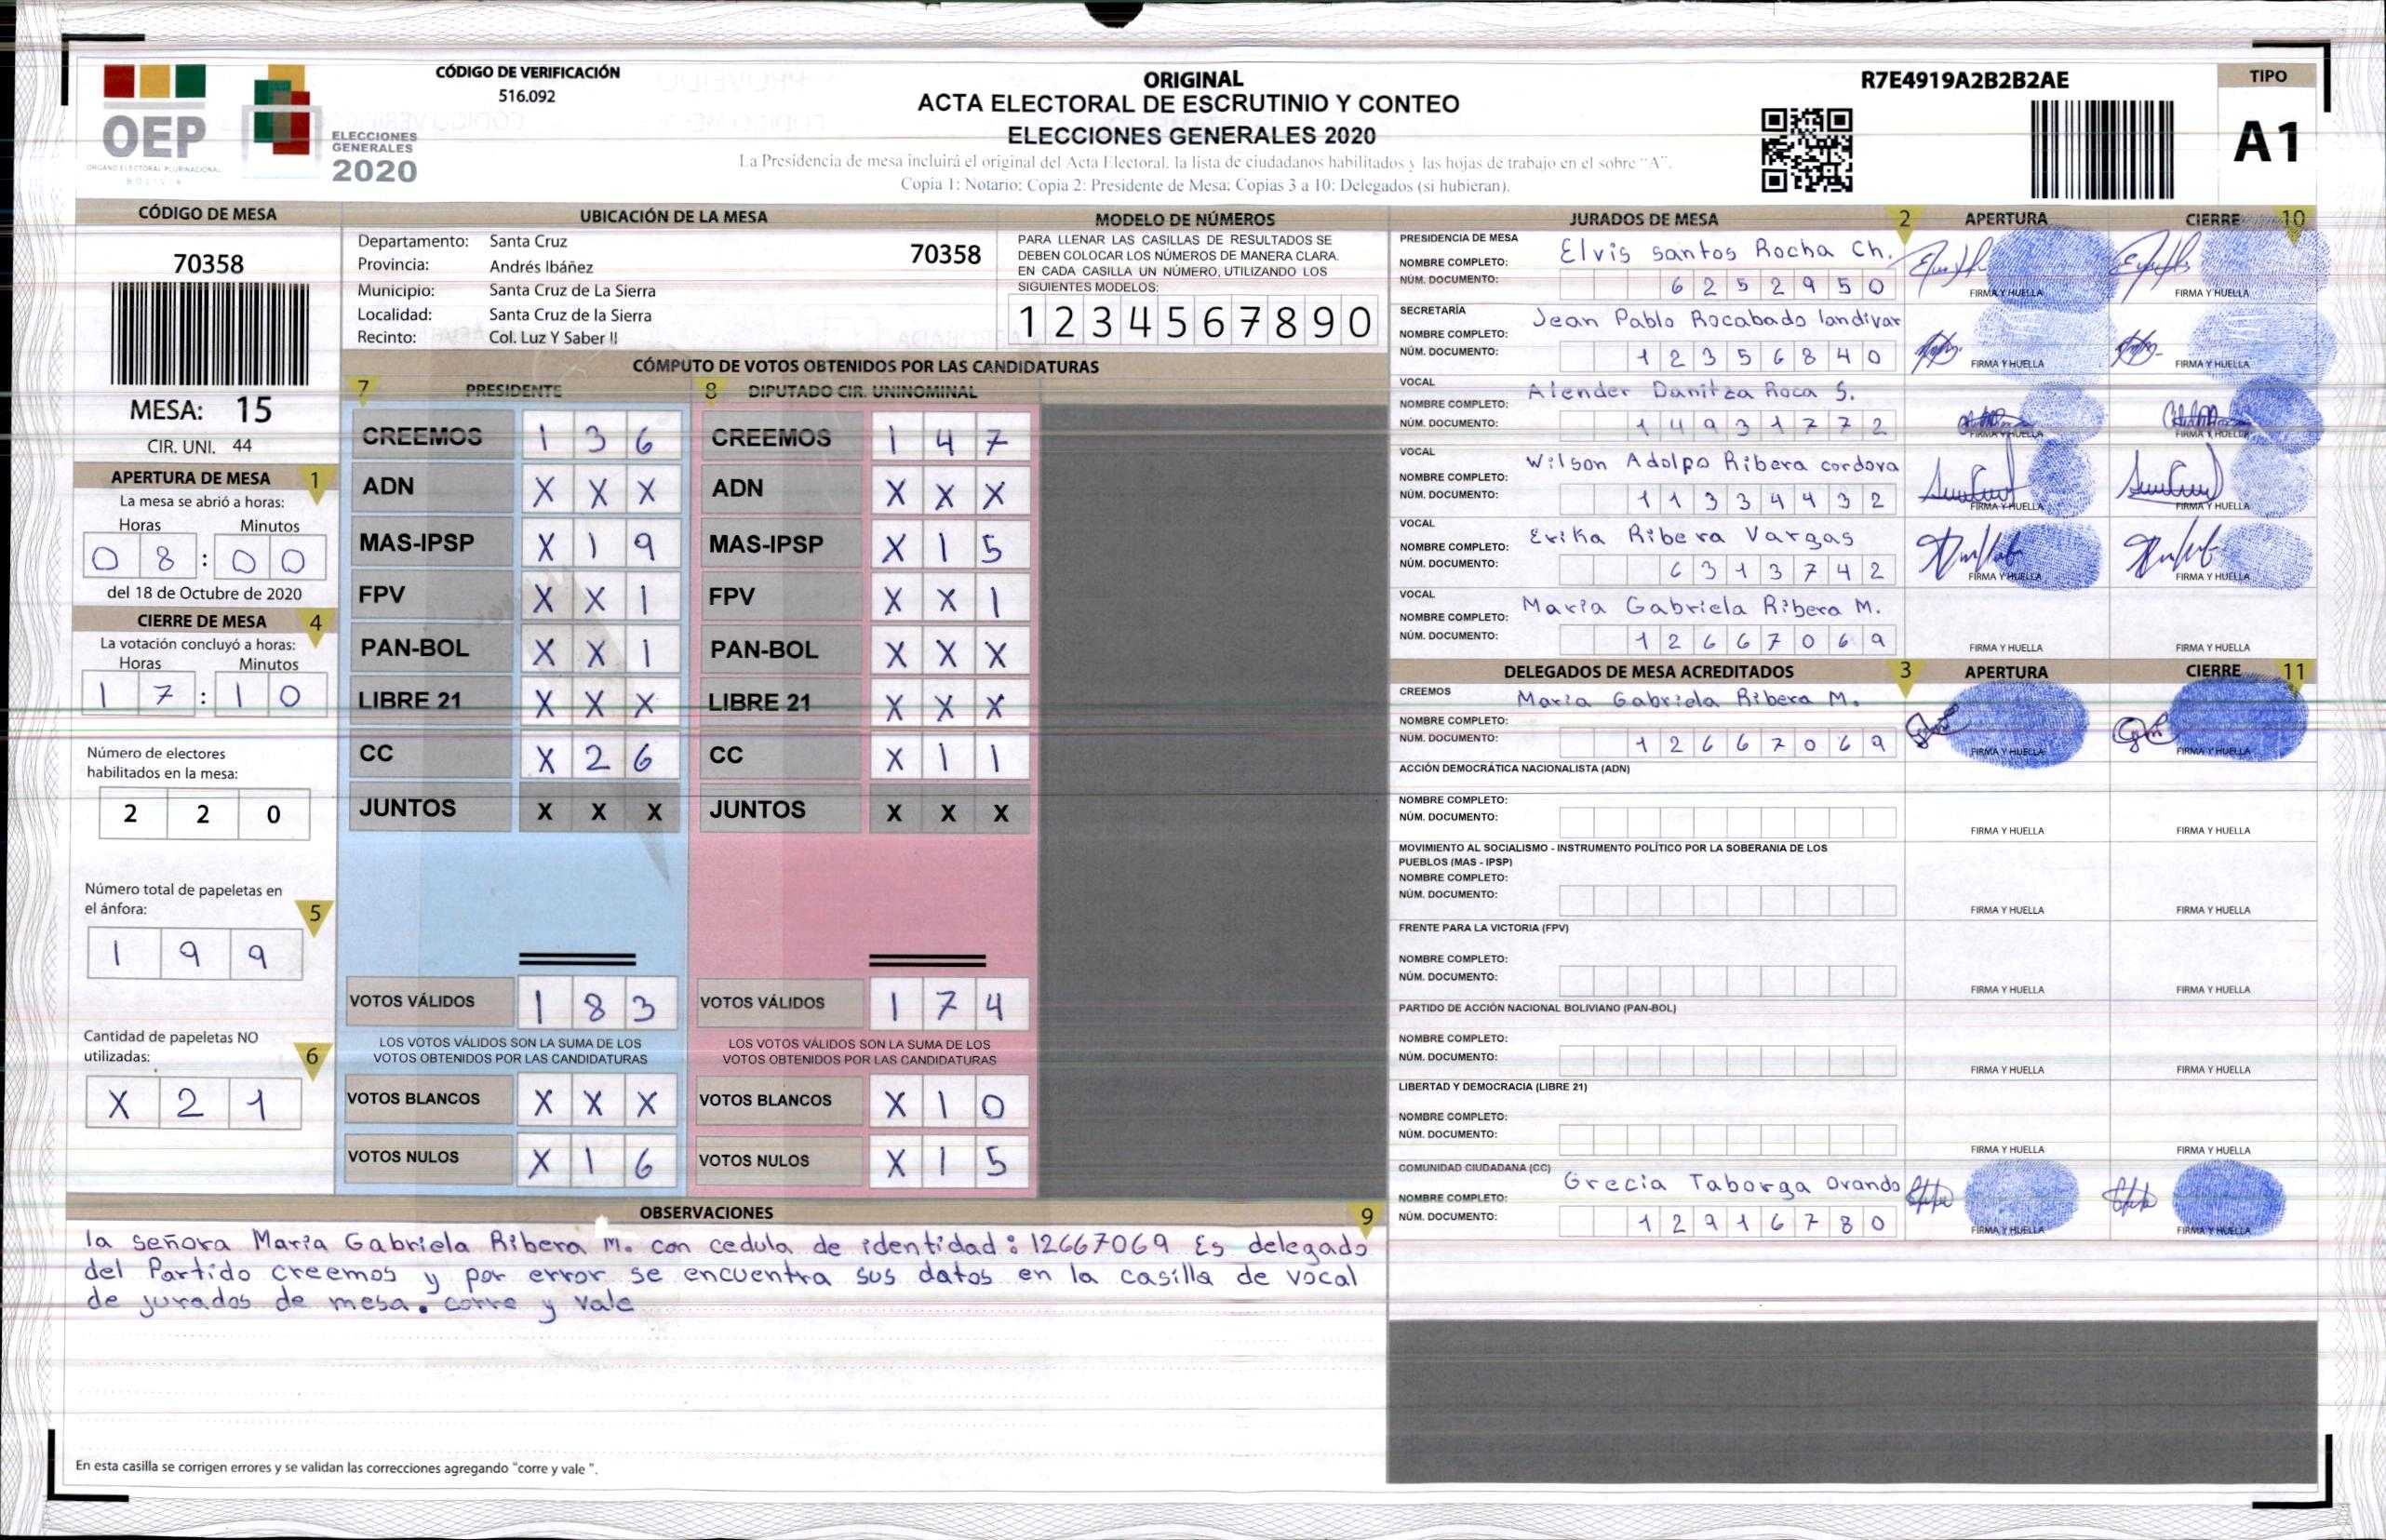 CÓDIGO DE VERIFICACIÓN
516.092
OEP
ÓRGANO ELECTORAL PLURINACIONAL
BOLIVIA
ELECCIONES
GENERALES
2020
ORIGINAL
ACTA ELECTORAL DE ESCRUTINIO Y CONTEO
ELECCIONES GENERALES 2020
La Presidencia de mesa incluirá el original del Acta Electoral, la lista de ciudadanos habilitados y las hojas de trabajo en el sobre "A".
Copia 1: Notario; Copia 2: Presidente de Mesa; Copias 3 a 10: Delegados (si hubieran).
R7E4919A2B2B2AE
TIPO
A1
CÓDIGO DE MESA
70358
MESA: 15
CIR. UNI. 44
APERTURA DE MESA 1
La mesa se abrió a horas:
Horas Minutos
0 8 : 0 0
del 18 de Octubre de 2020
CIERRE DE MESA 4
La votación concluyó a horas:
Horas Minutos
1 7 : 1 0
Número de electores
habilitados en la mesa:
2 2 0
Número total de papeletas en
el ánfora: 5
1 9 9
Cantidad de papeletas NO
utilizadas: 6
X 2 1
UBICACIÓN DE LA MESA
Departamento: Santa Cruz 70358
Provincia: Andrés Ibáñez
Municipio: Santa Cruz de La Sierra
Localidad: Santa Cruz de la Sierra
Recinto: Col. Luz Y Saber II
MODELO DE NÚMEROS
PARA LLENAR LAS CASILLAS DE RESULTADOS SE
DEBEN COLOCAR LOS NÚMEROS DE MANERA CLARA.
EN CADA CASILLA UN NÚMERO, UTILIZANDO LOS
SIGUIENTES MODELOS:
1 2 3 4 5 6 7 8 9 0
CÓMPUTO DE VOTOS OBTENIDOS POR LAS CANDIDATURAS
7 PRESIDENTE
CREEMOS 1 3 6
ADN X X X
MAS-IPSP X 1 9
FPV X X 1
PAN-BOL X X 1
LIBRE 21 X X X
CC X 2 6
JUNTOS X X X
VOTOS VÁLIDOS 1 8 3
LOS VOTOS VÁLIDOS SON LA SUMA DE LOS
VOTOS OBTENIDOS POR LAS CANDIDATURAS
VOTOS BLANCOS X X X
VOTOS NULOS X 1 6
8 DIPUTADO CIR. UNINOMINAL
CREEMOS 1 4 7
ADN X X X
MAS-IPSP X 1 5
FPV X X 1
PAN-BOL X X X
LIBRE 21 X X X
CC X 1 1
JUNTOS X X X
VOTOS VÁLIDOS 1 7 4
LOS VOTOS VÁLIDOS SON LA SUMA DE LOS
VOTOS OBTENIDOS POR LAS CANDIDATURAS
VOTOS BLANCOS X 1 0
VOTOS NULOS X 1 5
OBSERVACIONES 9
la señora María Gabriela Ribera M. con cedula de identidad: 12667069 Es delegado
del Partido creemos y por error se encuentra sus datos en la casilla de vocal
de jurados de mesa. corre y vale
En esta casilla se corrigen errores y se validan las correcciones agregando "corre y vale ".
JURADOS DE MESA 2 APERTURA CIERRE 10
PRESIDENCIA DE MESA
NOMBRE COMPLETO: Elvis santos Rocha Ch.
NÚM. DOCUMENTO: 6 2 5 2 9 5 0 FIRMA Y HUELLA FIRMA Y HUELLA
SECRETARÍA
NOMBRE COMPLETO: Jean Pablo Rocabado landivar
NÚM. DOCUMENTO: 1 2 3 5 6 8 4 0 FIRMA Y HUELLA FIRMA Y HUELLA
VOCAL
NOMBRE COMPLETO: Alender Danitza Roca S.
NÚM. DOCUMENTO: 1 4 9 3 1 7 7 2 FIRMA Y HUELLA FIRMA Y HUELLA
VOCAL
NOMBRE COMPLETO: Wilson Adolpo Ribera cordova
NÚM. DOCUMENTO: 1 1 3 3 4 4 3 2 FIRMA Y HUELLA FIRMA Y HUELLA
VOCAL
NOMBRE COMPLETO: Erika Ribera Vargas
NÚM. DOCUMENTO: 6 3 1 3 7 4 2 FIRMA Y HUELLA FIRMA Y HUELLA
VOCAL
NOMBRE COMPLETO: María Gabriela Ribera M.
NÚM. DOCUMENTO: 1 2 6 6 7 0 6 9 FIRMA Y HUELLA FIRMA Y HUELLA
DELEGADOS DE MESA ACREDITADOS 3 APERTURA CIERRE 11
CREEMOS
NOMBRE COMPLETO: María Gabriela Ribera M.
NÚM. DOCUMENTO: 1 2 6 6 7 0 6 9 FIRMA Y HUELLA FIRMA Y HUELLA
ACCIÓN DEMOCRÁTICA NACIONALISTA (ADN)
NOMBRE COMPLETO:
NÚM. DOCUMENTO: FIRMA Y HUELLA FIRMA Y HUELLA
MOVIMIENTO AL SOCIALISMO - INSTRUMENTO POLÍTICO POR LA SOBERANIA DE LOS
PUEBLOS (MAS - IPSP)
NOMBRE COMPLETO:
NÚM. DOCUMENTO: FIRMA Y HUELLA FIRMA Y HUELLA
FRENTE PARA LA VICTORIA (FPV)
NOMBRE COMPLETO:
NÚM. DOCUMENTO: FIRMA Y HUELLA FIRMA Y HUELLA
PARTIDO DE ACCIÓN NACIONAL BOLIVIANO (PAN-BOL)
NOMBRE COMPLETO:
NÚM. DOCUMENTO: FIRMA Y HUELLA FIRMA Y HUELLA
LIBERTAD Y DEMOCRACIA (LIBRE 21)
NOMBRE COMPLETO:
NÚM. DOCUMENTO: FIRMA Y HUELLA FIRMA Y HUELLA
COMUNIDAD CIUDADANA (CC)
NOMBRE COMPLETO: Grecia Taborga Ovando
NÚM. DOCUMENTO: 1 2 9 1 6 7 8 0 FIRMA Y HUELLA FIRMA Y HUELLA